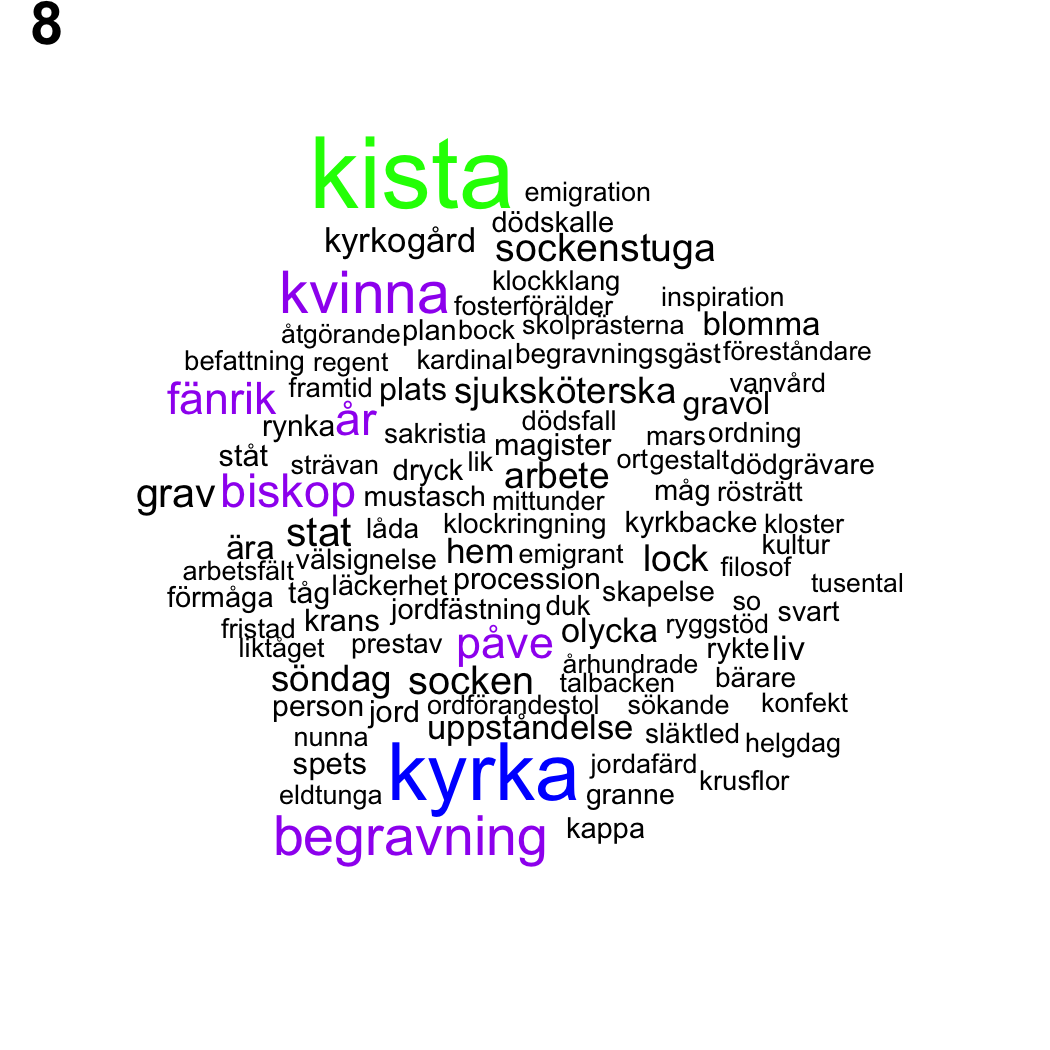 8
kista emigration
dödskalle
kyrkogård sockenstuga
kvinna klockklang
fosterförälder inspiration
åtgörande planbock skolprästerna blomma
befattning regent kardinal begravningsgäst föreståndare
fänrik framtid plats sjuksköterska vanvård
gravöl
rynka år sakristia dödsfall
magister mars ordning
ståt strävan dryck lik arbete ort gestalt dödgrävare
grav biskop mustasch mittunder måg rösträtt
stat låda klockringning kyrkbacke kloster
ära välsignelse hem emigrant lock kultur
filosof
arbetsfält läckerhet procession tusental
förmåga tåg skapelse
krans jordfästning duk so svart
fristad olycka ryggstöd
liktåget prestav påve rykte liv
århundrade
söndag socken talbacken bärare
person jord ordförandestol sökande konfekt
nunna uppståndelse släktled helgdag
spets kyrka jordafärd krusflor
eldtunga granne
begravning kappa